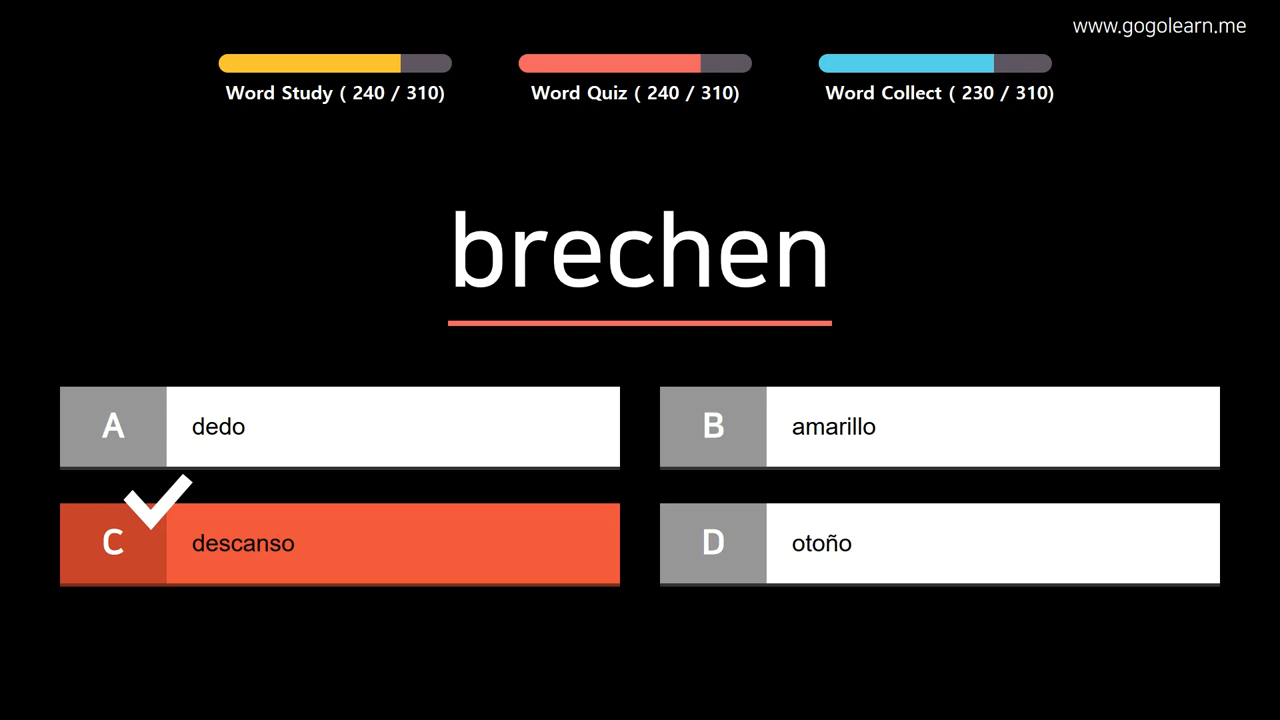 www.gogolearn.me
Word Study ( 240 / 310)
Word Quiz ( 240 / 310)
Word Collect ( 230 / 310)
brechen
A
dedo
B
amarillo
C
descanso
D
otoño